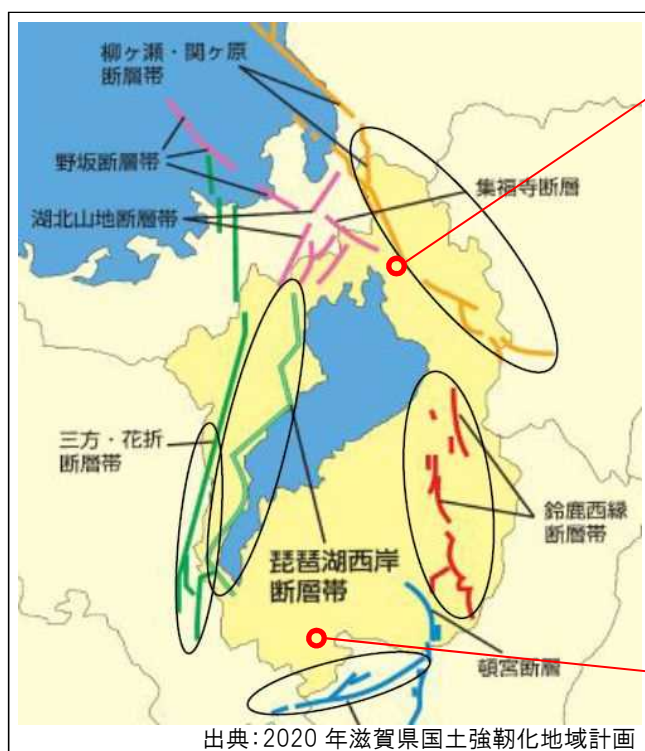 柳ヶ瀬・関ヶ原
断層帯
野坂断層帯
集福寺断層
湖北山地断層帯
三方・花折
断層帯
鈴鹿西縁
断層帯
琵琶湖西岸
断層帯
頓宮断層
出典：2020 年滋賀県国土強靭化地域計画